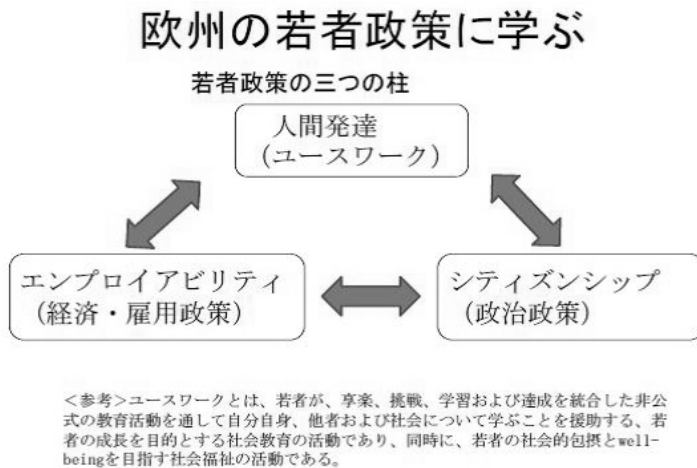 欧州の若者政策に学ぶ
若者政策の三つの柱
人間発達
(ユースワーク)
エンプロイアビリティ
(経済・雇用政策)
シティズンシップ
(政治政策)
＜参考＞ユースワークとは、若者が、享楽、挑戦、学習および達成を統合した非公
式の教育活動を通して自分自身、他者および社会について学ぶことを援助する、若
者の成長を目的とする社会教育の活動であり、同時に、若者の社会的包摂とwell-
beingを目指す社会福祉の活動である。